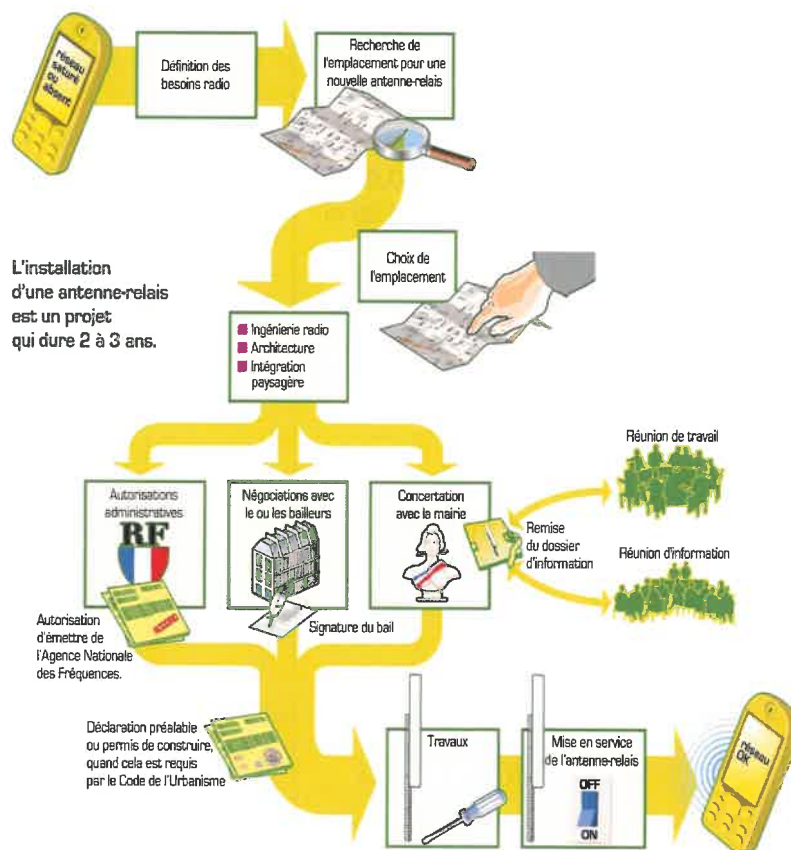 réseau
saturé
ou
absent
Définition des
besoins radio
Recherche de
l'emplacement pour une
nouvelle antenne-relais
Choix de
l'emplacement
L'installation
d'une antenne-relais
est un projet
qui dure 2 à 3 ans.
Ingénierie radio
Architecture
Intégration
paysagère
Autorisations
administratives
RF
Négociations avec
le ou les bailleurs
Concertation
avec la mairie
Réunion de travail
Remise
du dossier
d'information
Réunion d'information
Autorisation
d'émettre de
l'Agence Nationale
des Fréquences.
Signature du bail
Déclaration préalable
ou permis de construire,
quand cela est requis
par le Code de l'Urbanisme
Travaux
Mise en service
de l'antenne-relais
OFF
ON
réseau
OK